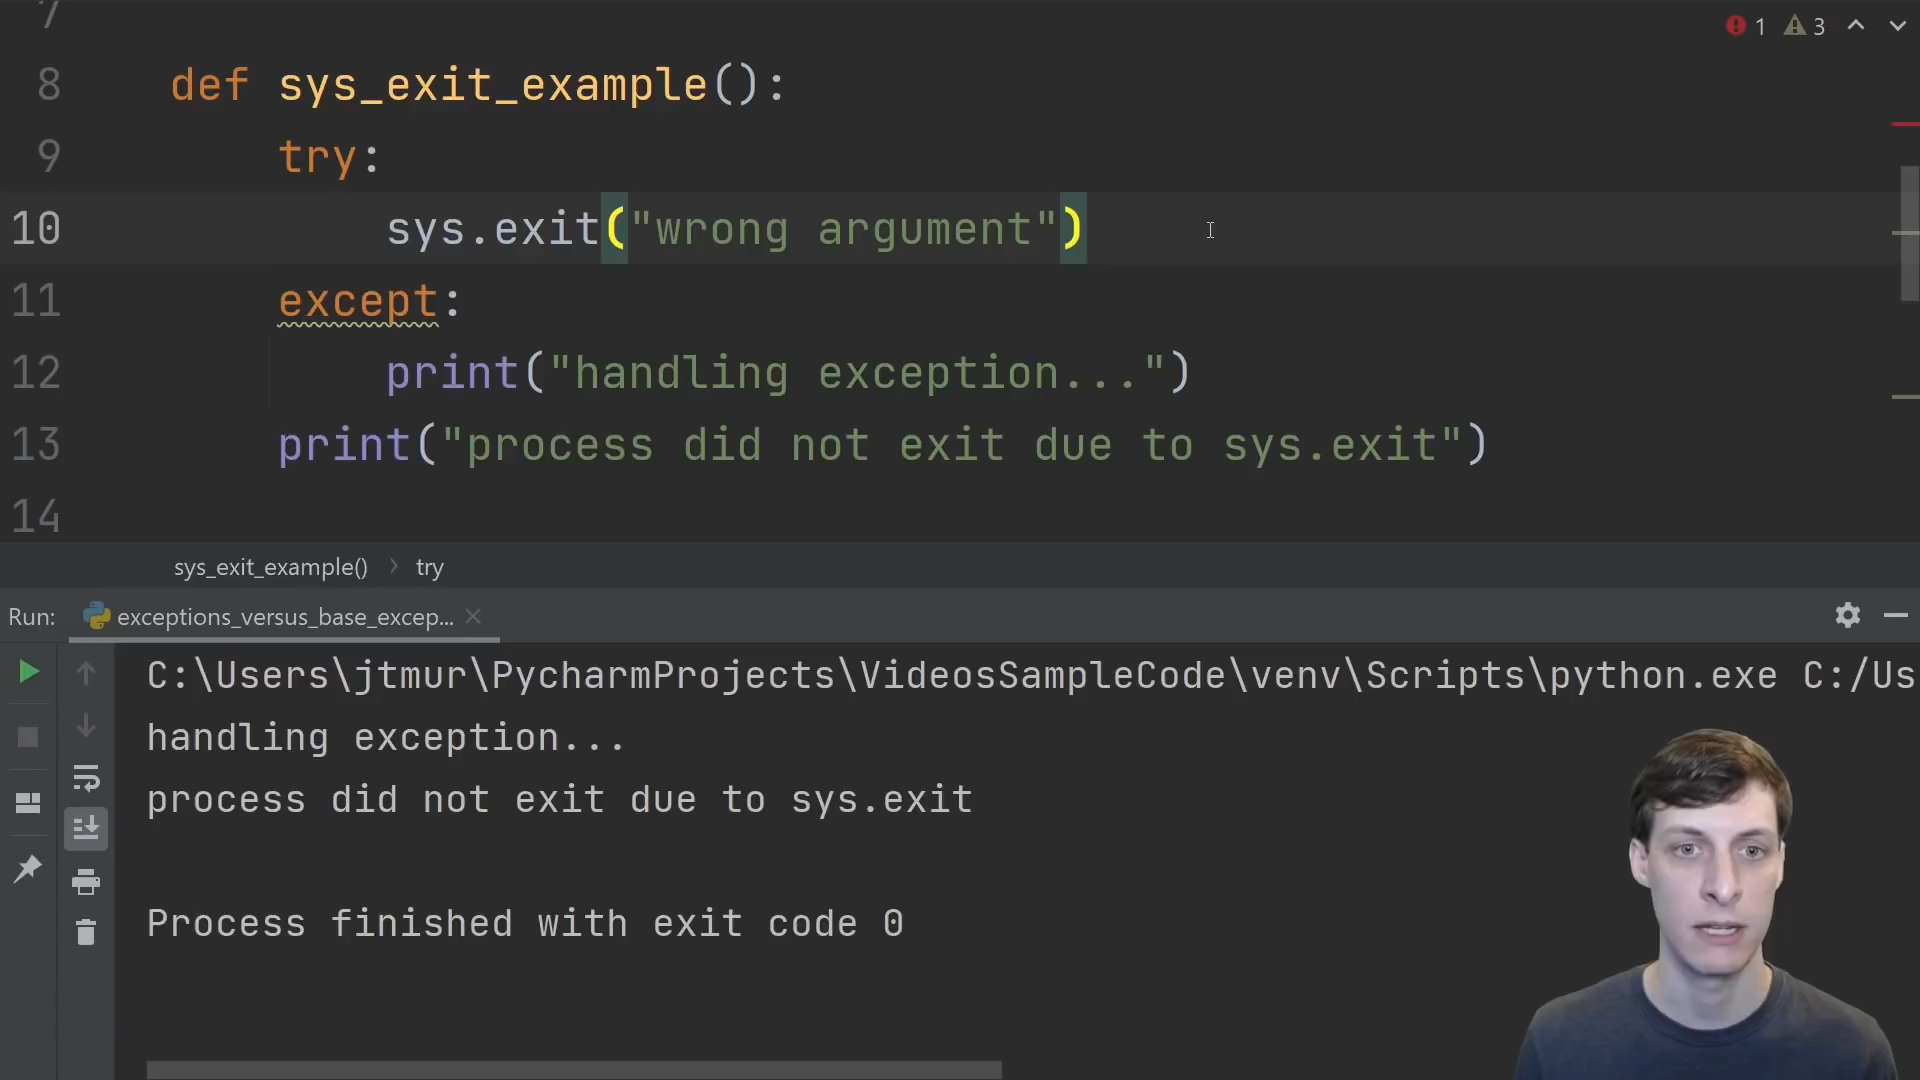 7
1 3
8 def sys_exit_example():
9 try:
10 sys.exit("wrong argument")
11 except:
12 print("handling exception...")
13 print("process did not exit due to sys.exit")
14
sys_exit_example() › try
Run: exceptions_versus_base_excep... ×
C:\Users\jtmur\PycharmProjects\VideosSampleCode\venv\Scripts\python.exe C:/Us
handling exception...
process did not exit due to sys.exit
Process finished with exit code 0